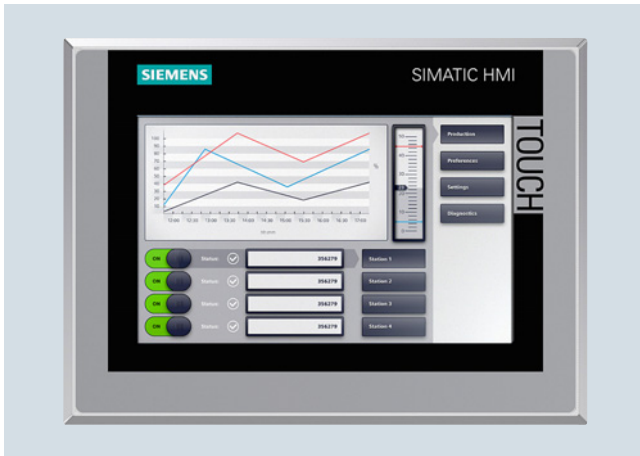 SIEMENS
SIMATIC HMI
TOUCH
Production
Preferences
Settings
Diagnostics
ON Status 356279 Station 1
ON Status 356279 Station 2
ON Status 356279 Station 3
ON Status 356279 Station 4